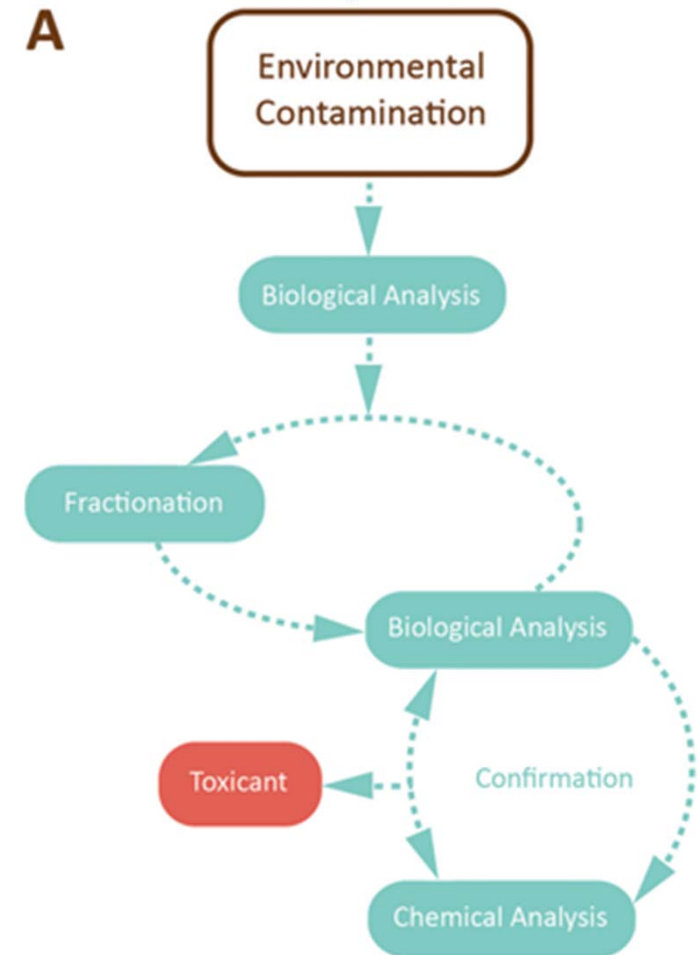 A
Environmental
Contamination
Biological Analysis
Fractionation
Biological Analysis
Toxicant
Confirmation
Chemical Analysis